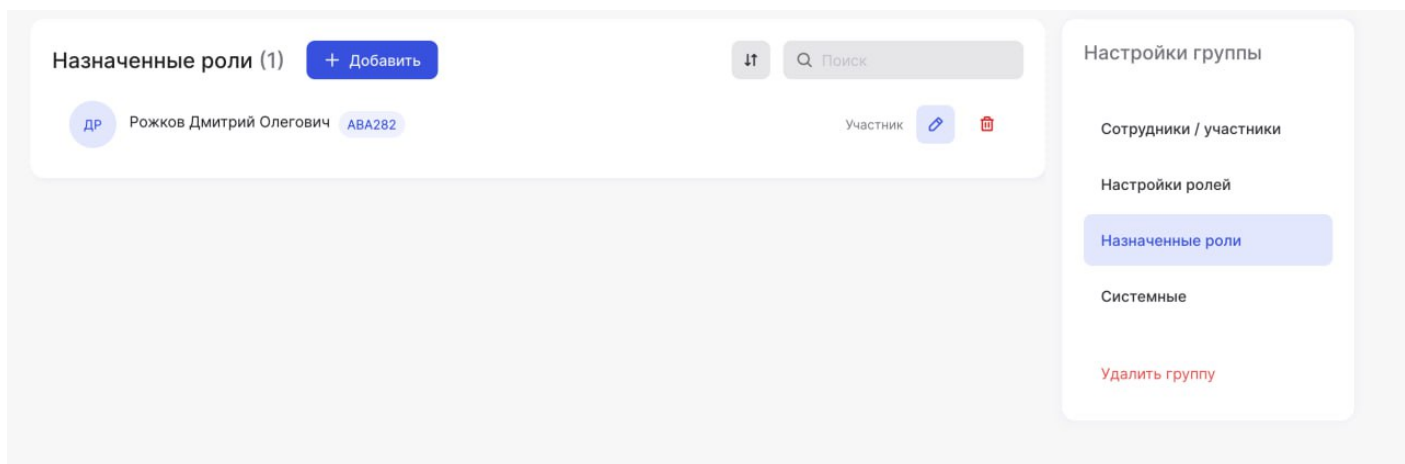 Назначенные роли (1)
+ Добавить
Поиск
ДР
Рожков Дмитрий Олегович
ABA282
Участник
Настройки группы
Сотрудники / участники
Настройки ролей
Назначенные роли
Системные
Удалить группу